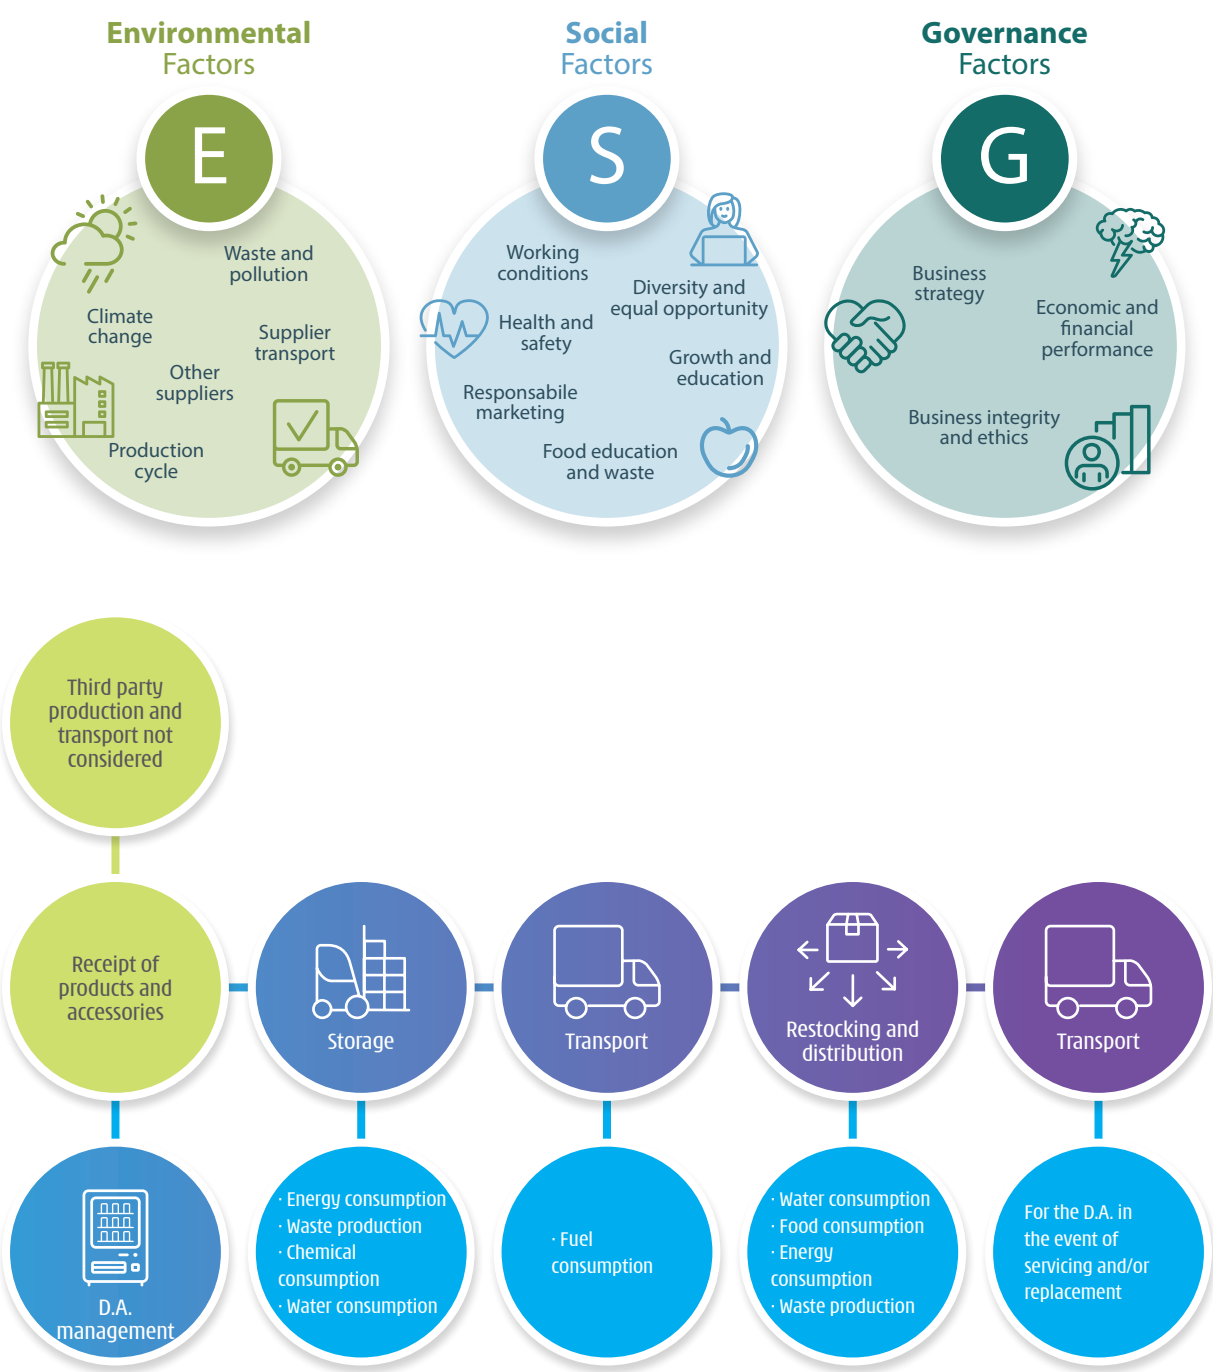 Environmental
Factors
E
Waste and
pollution
Climate
change
Supplier
transport
Other
suppliers
Production
cycle
Social
Factors
S
Working
conditions
Diversity and
equal opportunity
Health and
safety
Growth and
education
Responsabile
marketing
Food education
and waste
Governance
Factors
G
Business
strategy
Economic and
financial
performance
Business integrity
and ethics
Third party
production and
transport not
considered
Receipt of
products and
accessories
Storage
Transport
Restocking and
distribution
Transport
D.A.
management
· Energy consumption
· Waste production
· Chemical
consumption
· Water consumption
· Fuel
consumption
· Water consumption
· Food consumption
· Energy
consumption
· Waste production
For the D.A. in
the event of
servicing and/or
replacement